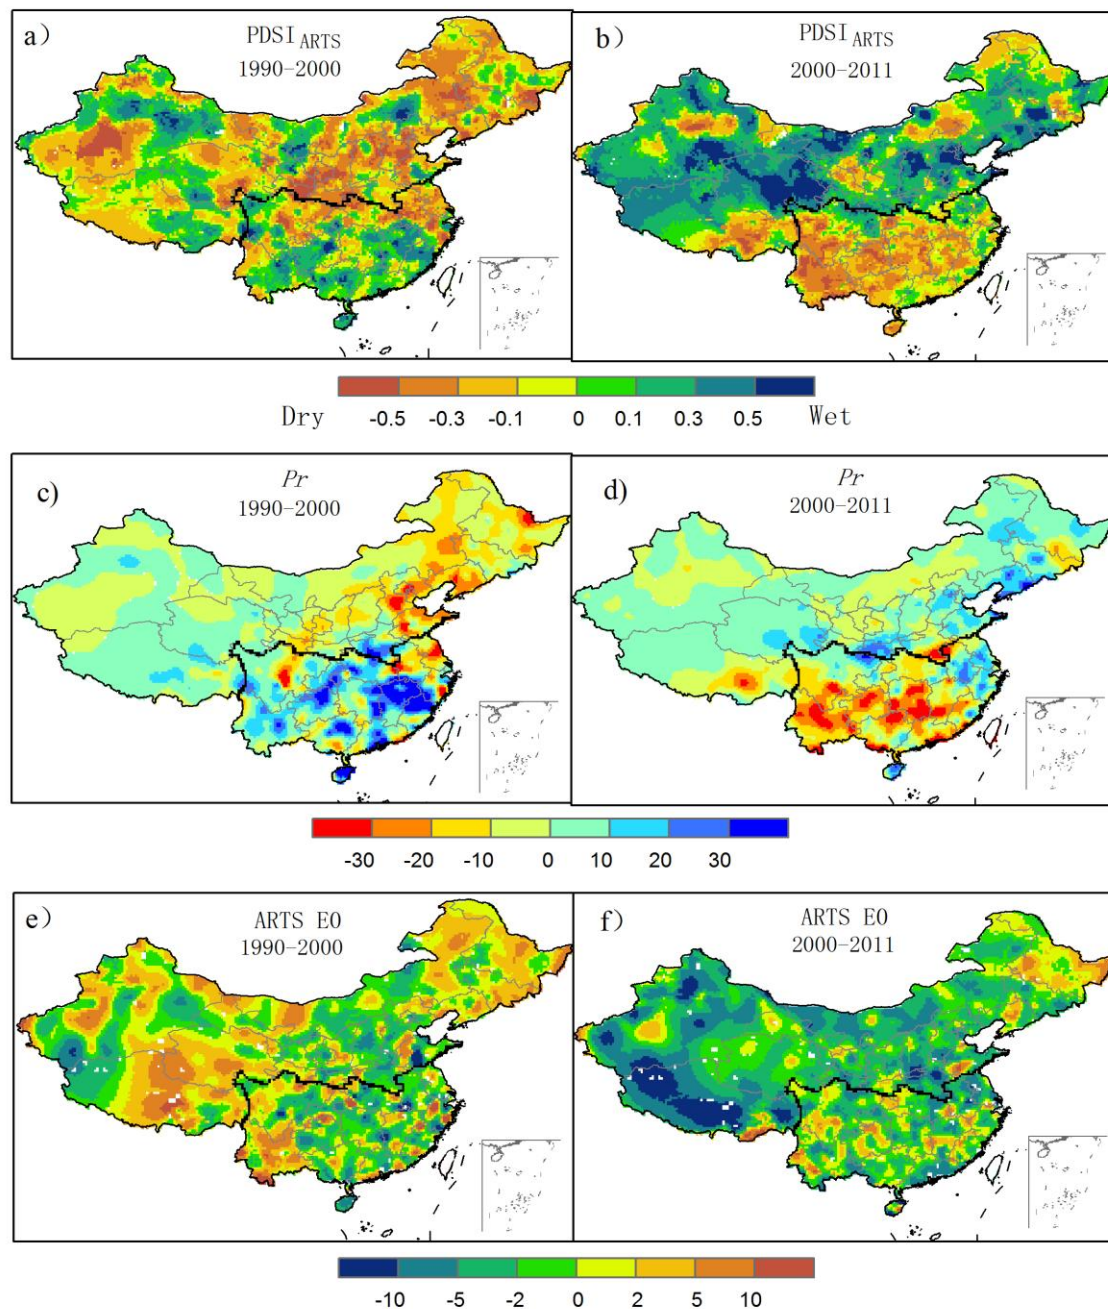 a)
PDSI ARTS
1990-2000
b)
PDSI ARTS
2000-2011
Dry -0.5 -0.3 -0.1 0 0.1 0.3 0.5 Wet
c)
Pr
1990-2000
d)
Pr
2000-2011
-30 -20 -10 0 10 20 30
e)
ARTS E0
1990-2000
f)
ARTS E0
2000-2011
-10 -5 -2 0 2 5 10